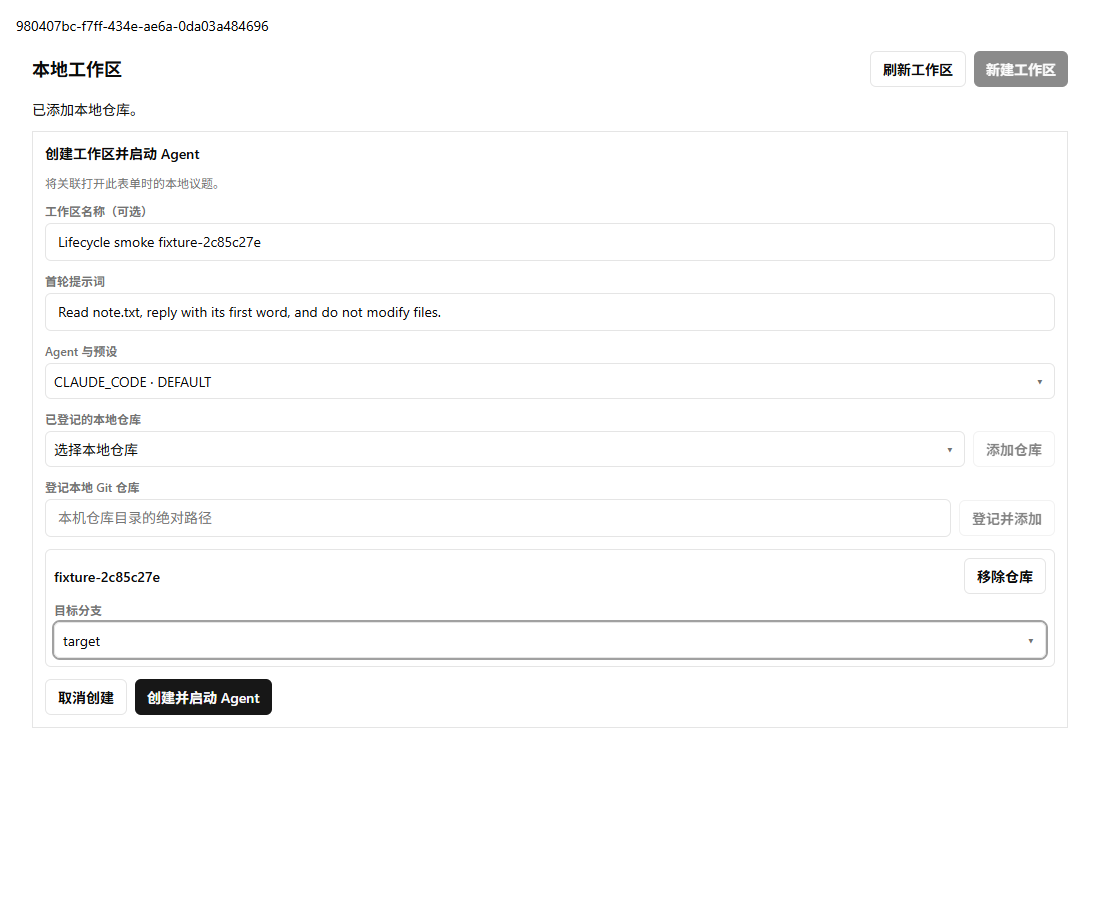 980407bc-f7ff-434e-ae6a-0da03a484696
本地工作区
刷新工作区
新建工作区
已添加本地仓库。
创建工作区并启动 Agent
将关联打开此表单时的本地议题。
工作区名称（可选）
Lifecycle smoke fixture-2c85c27e
首轮提示词
Read note.txt, reply with its first word, and do not modify files.
Agent 与预设
CLAUDE_CODE · DEFAULT
已登记的本地仓库
选择本地仓库
添加仓库
登记本地 Git 仓库
本机仓库目录的绝对路径
登记并添加
fixture-2c85c27e
移除仓库
目标分支
target
取消创建
创建并启动 Agent